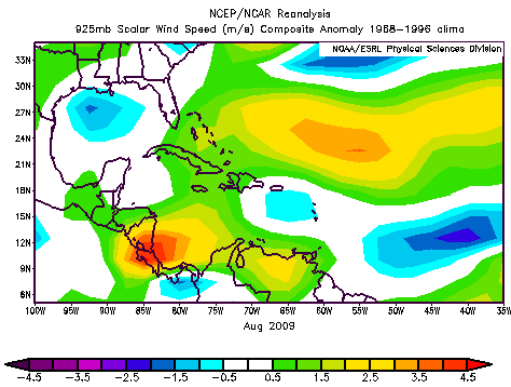 NCEP/NCAR Reanalysis
925mb Scalar Wind Speed (m/s) Composite Anomaly 1968-1996 clima
NOAA/ESRL Physical Sciences Division
33N
30N
27N
24N
21N
18N
15N
12N
9N
6N
100W 95W 90W 85W 80W 75W 70W 65W 60W 55W 50W 45W 40W 35W
Aug 2009
-4.5 -3.5 -2.5 -1.5 -0.5 0.5 1.5 2.5 3.5 4.5